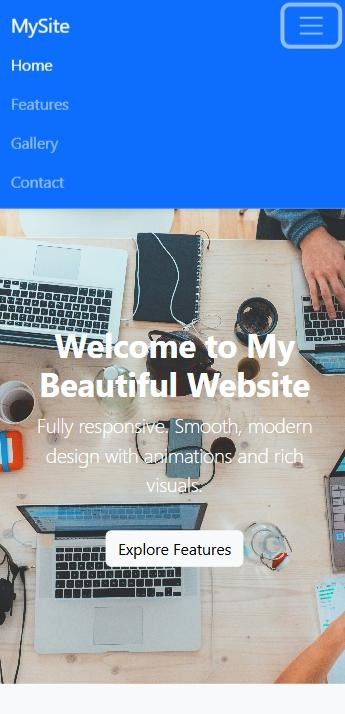 MySite
Home
Features
Gallery
Contact
Welcome to My
Beautiful Website
Fully responsive. Smooth, modern
design with animations and rich
visuals.
Explore Features